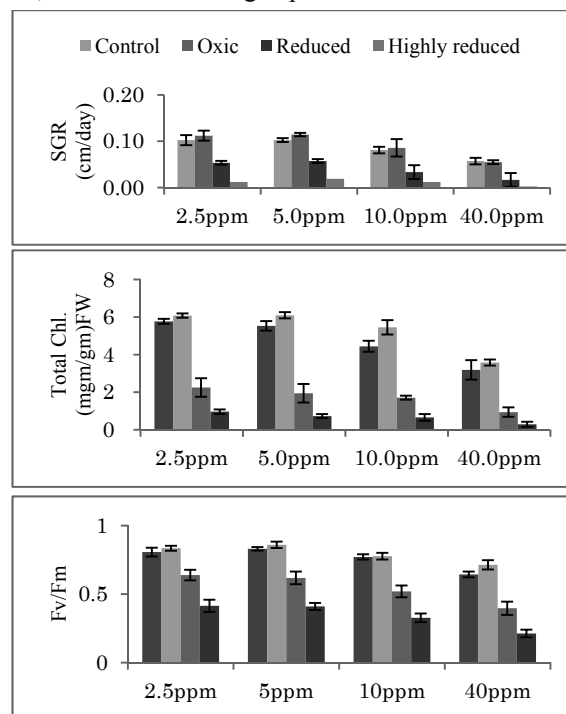 Control Oxic Reduced Highly reduced
0.20
0.10
0.00
SGR
(cm/day)
2.5ppm 5.0ppm 10.0ppm 40.0ppm
8
6
4
2
0
Total Chl.
(mgm/gm)FW
2.5ppm 5.0ppm 10.0ppm 40.0ppm
1
0.5
0
Fv/Fm
2.5ppm 5ppm 10ppm 40ppm